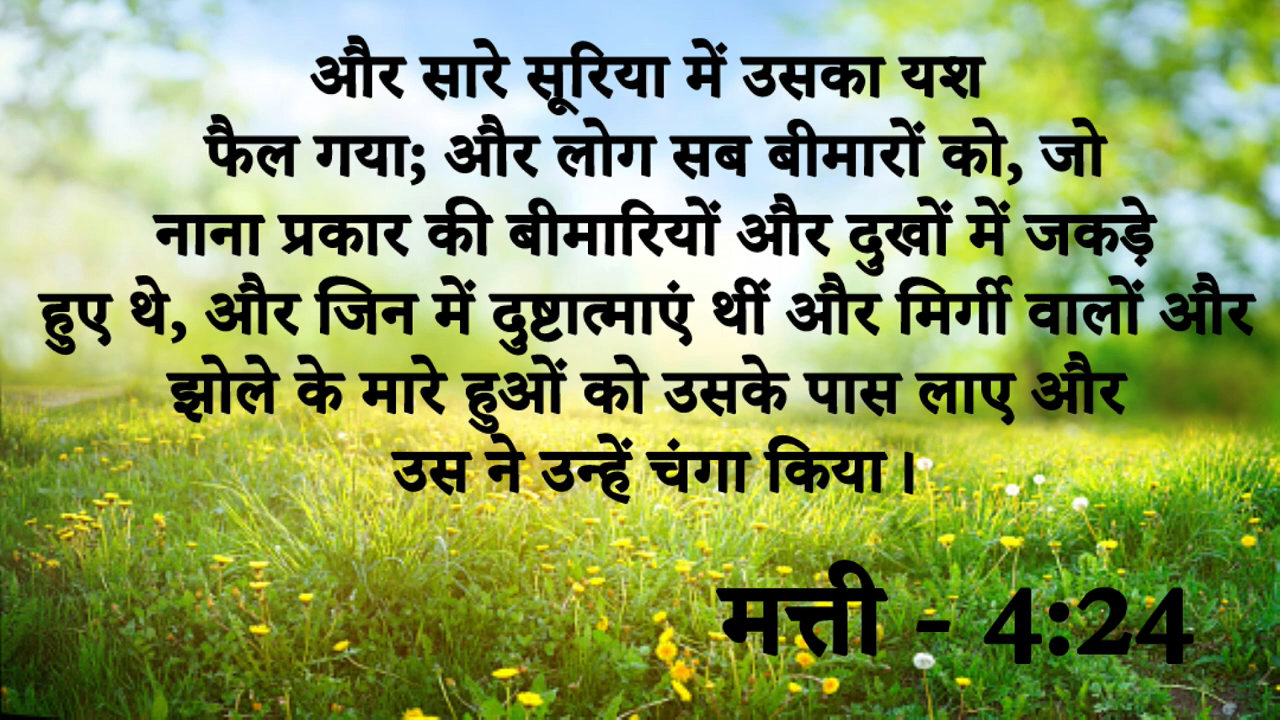 और सारे सूरिया में उसका यश
फैल गया; और लोग सब बीमारों को, जो
नाना प्रकार की बीमारियों और दुखों में जकड़े
हुए थे, और जिन में दुष्टात्माएं थीं और मिर्गी वालों और
झोले के मारे हुओं को उसके पास लाए और
उस ने उन्हें चंगा किया।
मत्ती - 4:24